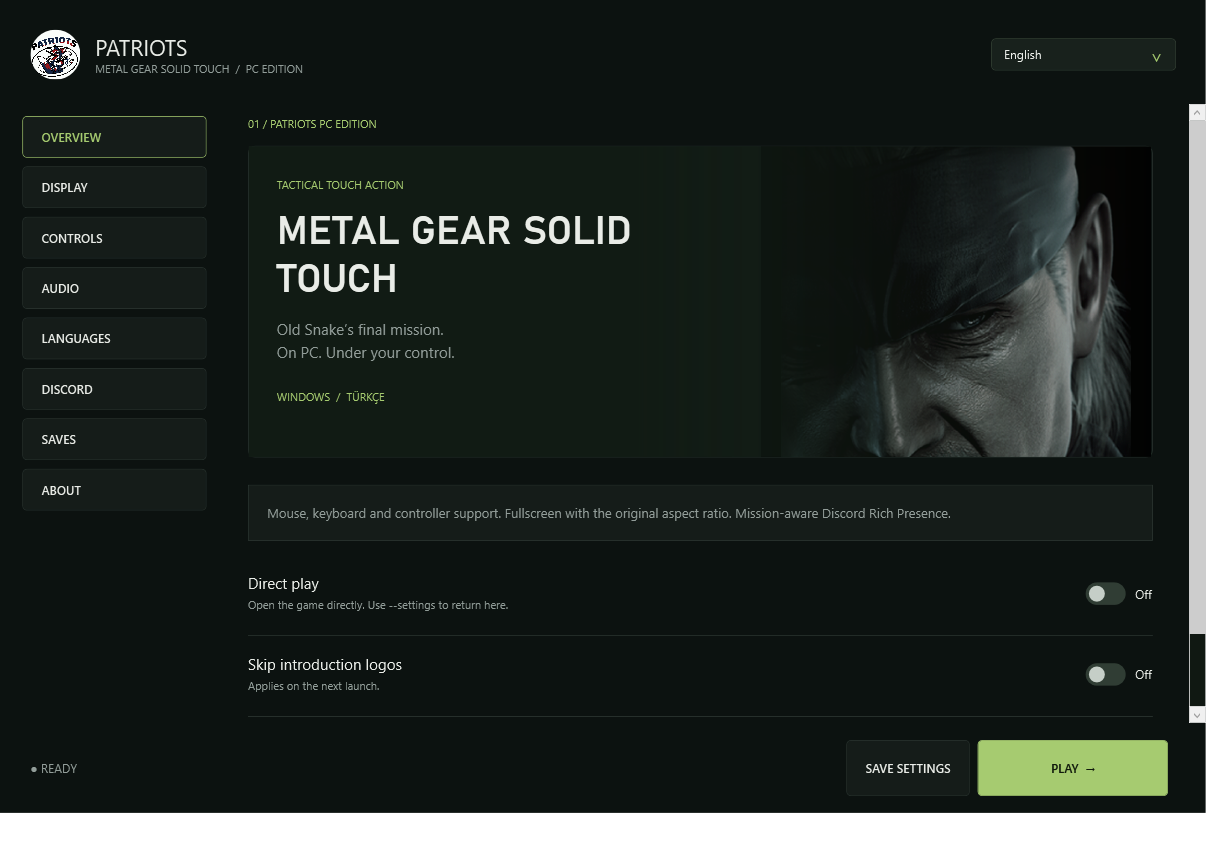 PATRIOTS
PATRIOTS
METAL GEAR SOLID TOUCH / PC EDITION
English
OVERVIEW
DISPLAY
CONTROLS
AUDIO
LANGUAGES
DISCORD
SAVES
ABOUT
01 / PATRIOTS PC EDITION
TACTICAL TOUCH ACTION
METAL GEAR SOLID
TOUCH
Old Snake’s final mission.
On PC. Under your control.
WINDOWS / TÜRKÇE
Mouse, keyboard and controller support. Fullscreen with the original aspect ratio. Mission-aware Discord Rich Presence.
Direct play
Open the game directly. Use --settings to return here.
Off
Skip introduction logos
Applies on the next launch.
Off
● READY
SAVE SETTINGS
PLAY →